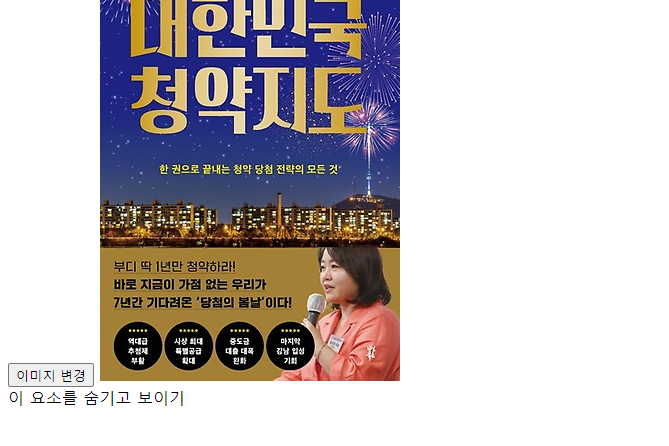 대한민국
청약지도
한 권으로 끝내는 청약 당첨 전략의 모든 것
부디 딱 1년만 청약하라!
바로 지금이 가점 없는 우리가
7년간 기다려온 '당첨의 봄날'이다!
역대급
추첨제
부활
사상 최대
특별공급
확대
중도금
대출 대폭
완화
마지막
강남 입성
기회
이미지 변경
이 요소를 숨기고 보이기